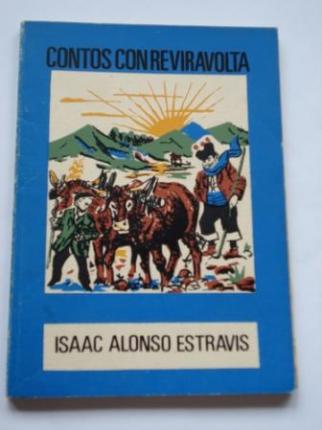 CONTOS CON REVIRAVOLTA
ISAAC ALONSO ESTRAVIS